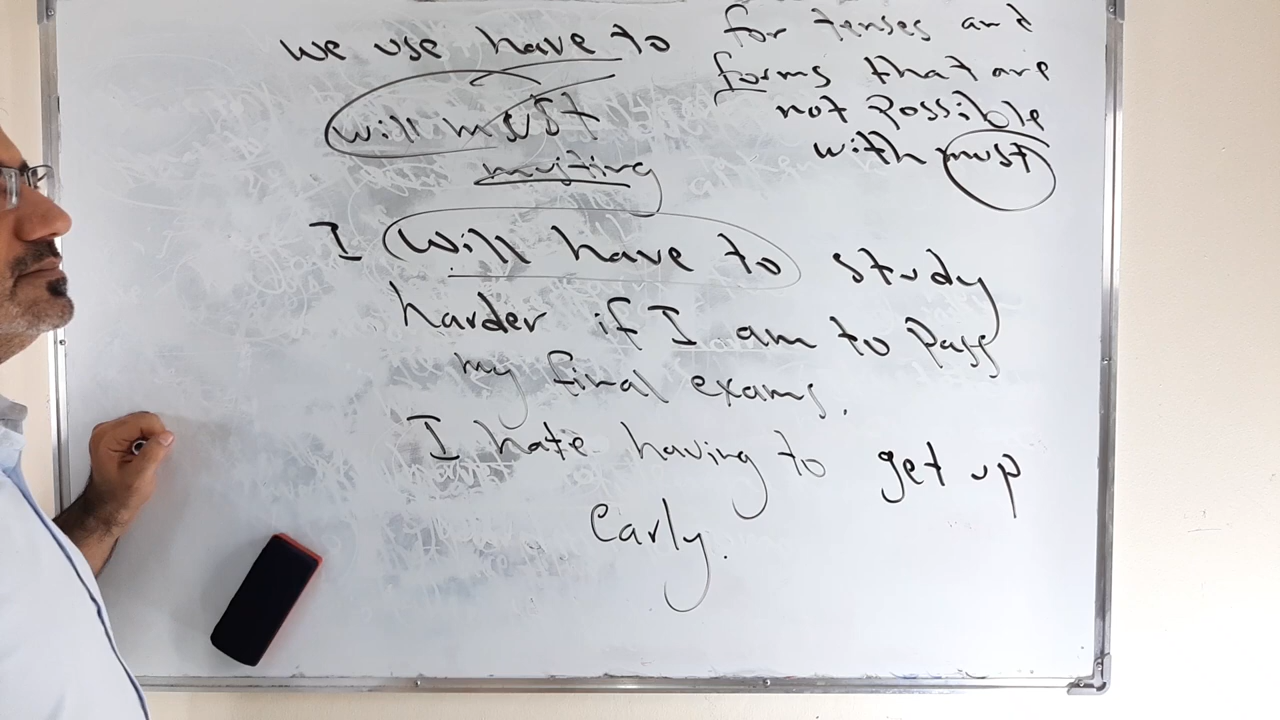 we use have to
for tenses and
forms that are
not possible
with must
will must
musting
I will have to study
harder if I am to pass
my final exams.
I hate having to get up
early.